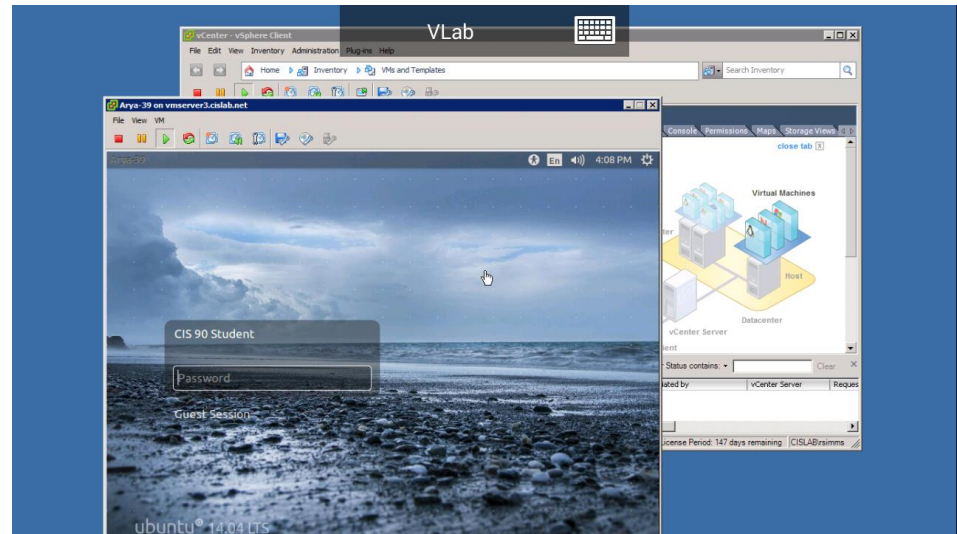 VLab
vCenter - vSphere Client
File Edit View Inventory Administration Plug-ins Help
Home Inventory VMs and Templates
Search Inventory
Arya-39 on vmserver3.cislab.net
File View VM
Console Permissions Maps Storage Views
close tab
Arya-39
En 4:08 PM
Virtual Machines
Host
Datacenter
vCenter Server
CIS 90 Student
Password
Guest Session
Status contains:
Clear
vCenter Server
Reques
License Period: 147 days remaining CISLAB\rsimms
ubuntu® 14.04 LTS